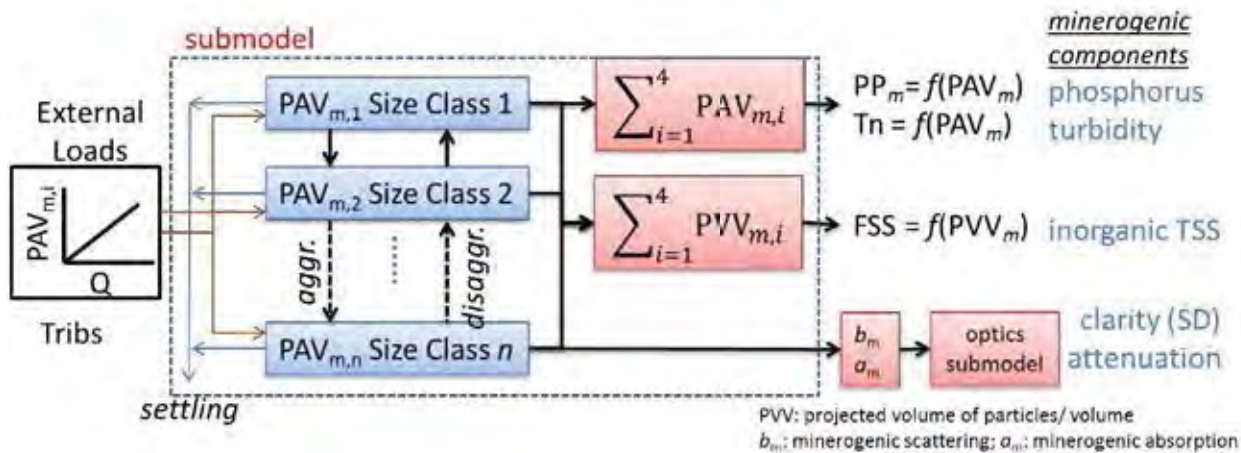 submodel
minerogenic
components
External
Loads
PAVm,i
Q
Tribs
PAVm,1 Size Class 1
PAVm,2 Size Class 2
aggr.
disaggr.
PAVm,n Size Class n
settling
∑ 4 i=1 PAVm,i
∑ 4 i=1 PVVm,i
PPm= f(PAVm)
Tn = f(PAVm)
phosphorus
turbidity
FSS = f(PVVm)
inorganic TSS
bm
am
optics
submodel
clarity (SD)
attenuation
PVV: projected volume of particles/ volume
bm: minerogenic scattering; am: minerogenic absorption